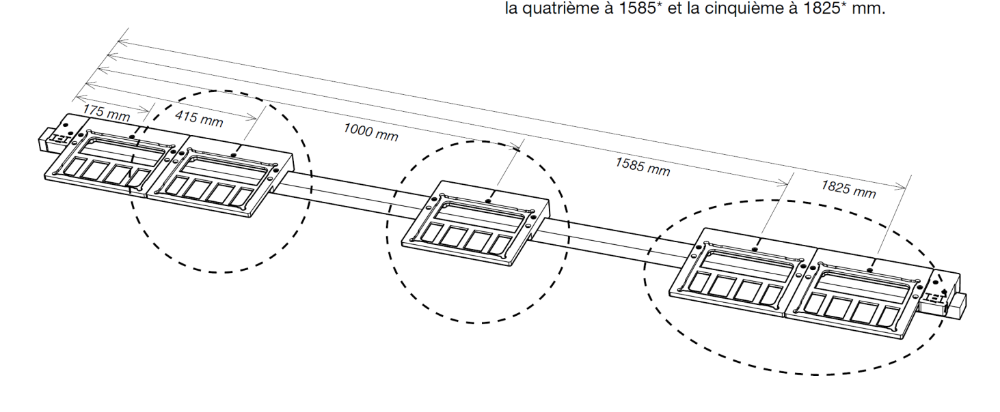 la quatrième à 1585* et la cinquième à 1825* mm.
175 mm
415 mm
1000 mm
1585 mm
1825 mm